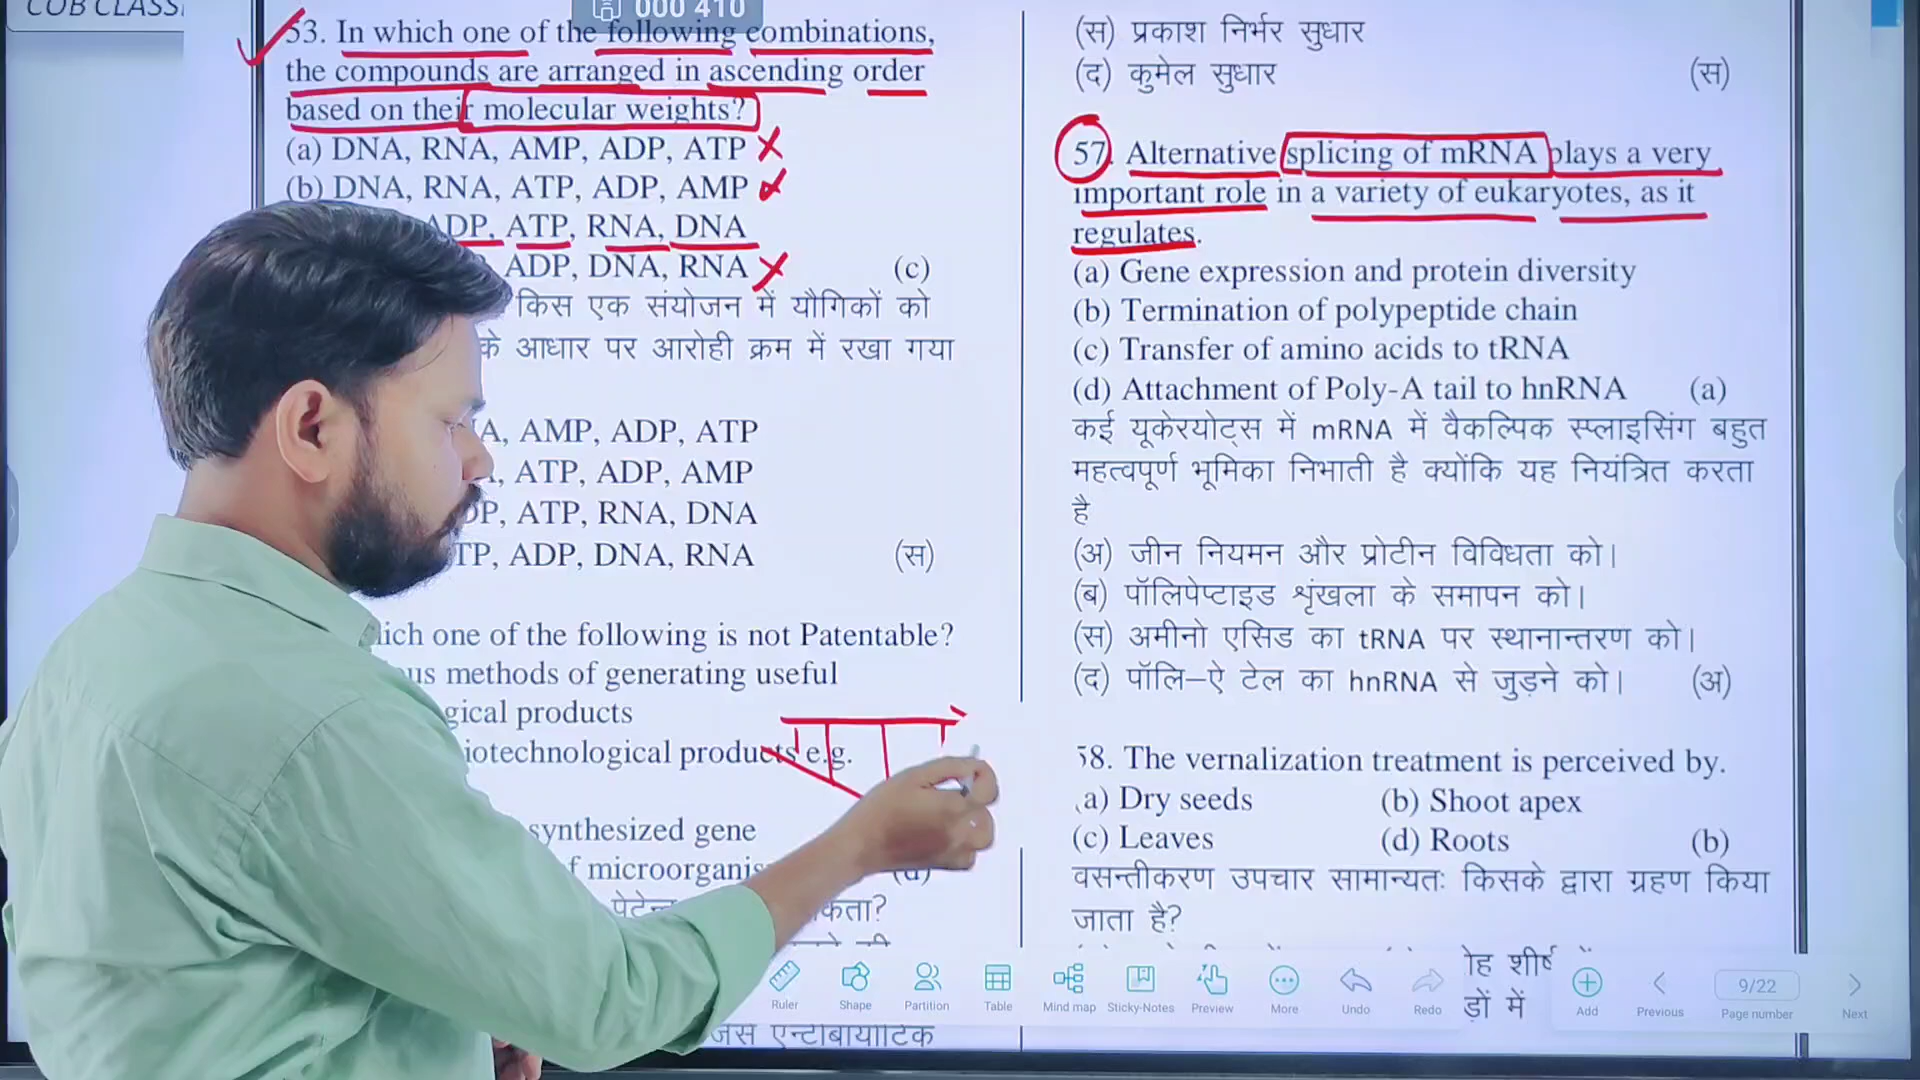 COB CLASS
000 410
53. In which one of the following combinations,
the compounds are arranged in ascending order
based on their molecular weights?
(a) DNA, RNA, AMP, ADP, ATP
(b) DNA, RNA, ATP, ADP, AMP
ADP, ATP, RNA, DNA
ADP, DNA, RNA (c)
किस एक संयोजन में यौगिकों को
के आधार पर आरोही क्रम में रखा गया
AMP, ADP, ATP
ATP, ADP, AMP
ATP, RNA, DNA
ADP, DNA, RNA (स)
one of the following is not Patentable?
methods of generating useful
products
products e.g.
synthesized gene
(d)
जैसे एन्टीबायोटिक
(स) प्रकाश निर्भर सुधार
(द) कुमेल सुधार (स)
57. Alternative splicing of mRNA plays a very
important role in a variety of eukaryotes, as it
regulates.
(a) Gene expression and protein diversity
(b) Termination of polypeptide chain
(c) Transfer of amino acids to tRNA
(d) Attachment of Poly-A tail to hnRNA (a)
कई यूकेरयोट्स में mRNA में वैकल्पिक स्प्लाइसिंग बहुत
महत्वपूर्ण भूमिका निभाती है क्योंकि यह नियंत्रित करता
है
(अ) जीन नियमन और प्रोटीन विविधता को।
(ब) पॉलिपेप्टाइड श्रृंखला के समापन को।
(स) अमीनो एसिड का tRNA पर स्थानान्तरण को।
(द) पॉलि–ऐ टेल का hnRNA से जुड़ने को। (अ)
58. The vernalization treatment is perceived by.
(a) Dry seeds (b) Shoot apex
(c) Leaves (d) Roots (b)
वसन्तीकरण उपचार सामान्यतः किसके द्वारा ग्रहण किया
जाता है?
Ruler Shape Partition Table Mind map Sticky-Notes Preview More Undo Redo Add Previous 9/22 Page number Next